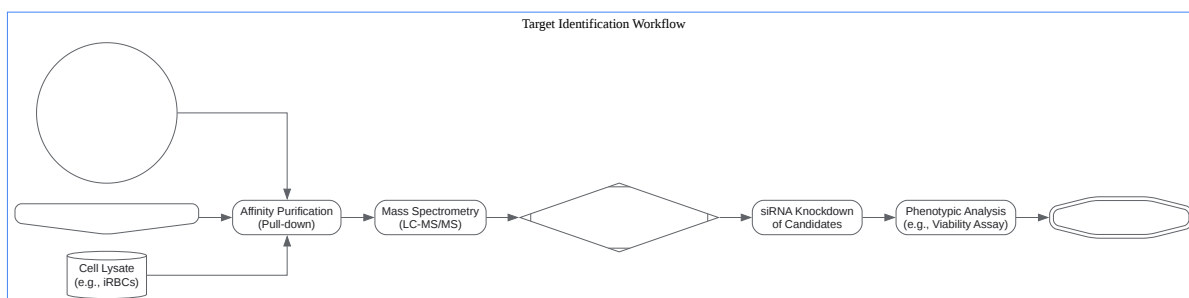 Target Identification Workflow
Affinity Purification
(Pull-down)
Mass Spectrometry
(LC-MS/MS)
siRNA Knockdown
of Candidates
Phenotypic Analysis
(e.g., Viability Assay)
Cell Lysate
(e.g., iRBCs)